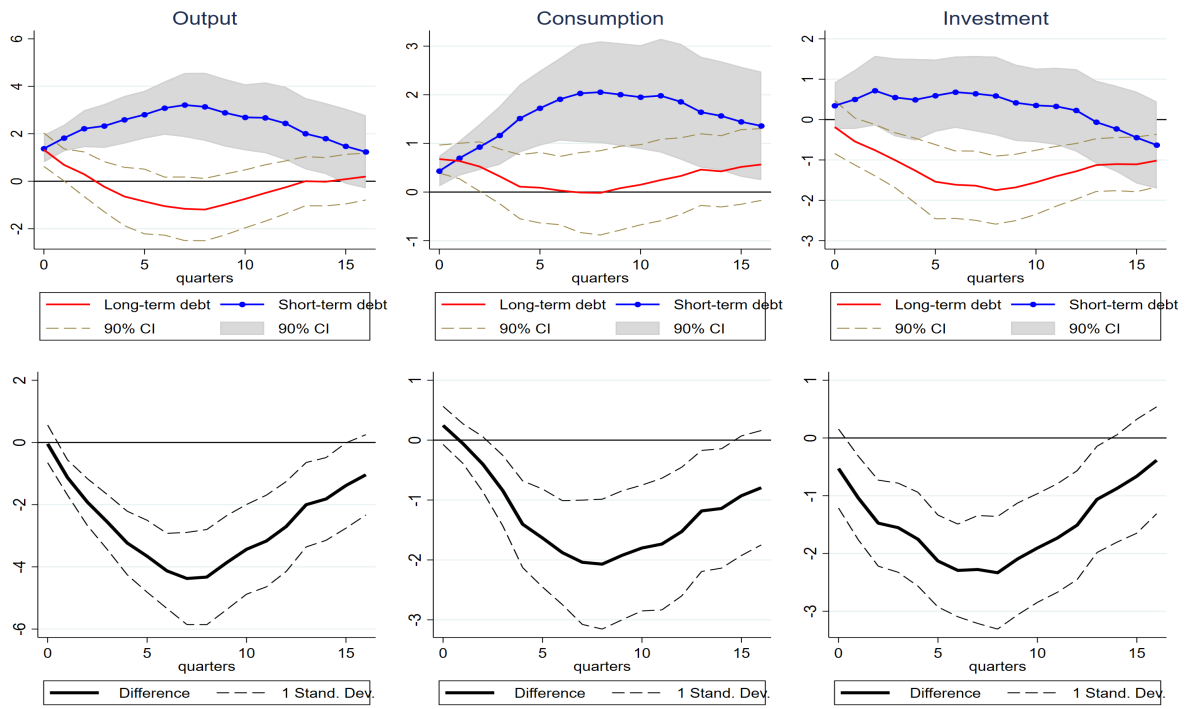 Output
Consumption
Investment
6
4
2
0
-2
0
5
10
15
quarters
Long-term debt
Short-term debt
90% CI
90% CI
3
2
1
0
-1
0
5
10
15
quarters
Long-term debt
Short-term debt
90% CI
90% CI
2
1
0
-1
-2
-3
0
5
10
15
quarters
Long-term debt
Short-term debt
90% CI
90% CI
2
0
-2
-4
-6
0
5
10
15
quarters
Difference
1 Stand. Dev.
1
0
-1
-2
-3
0
5
10
15
quarters
Difference
1 Stand. Dev.
1
0
-1
-2
-3
0
5
10
15
quarters
Difference
1 Stand. Dev.